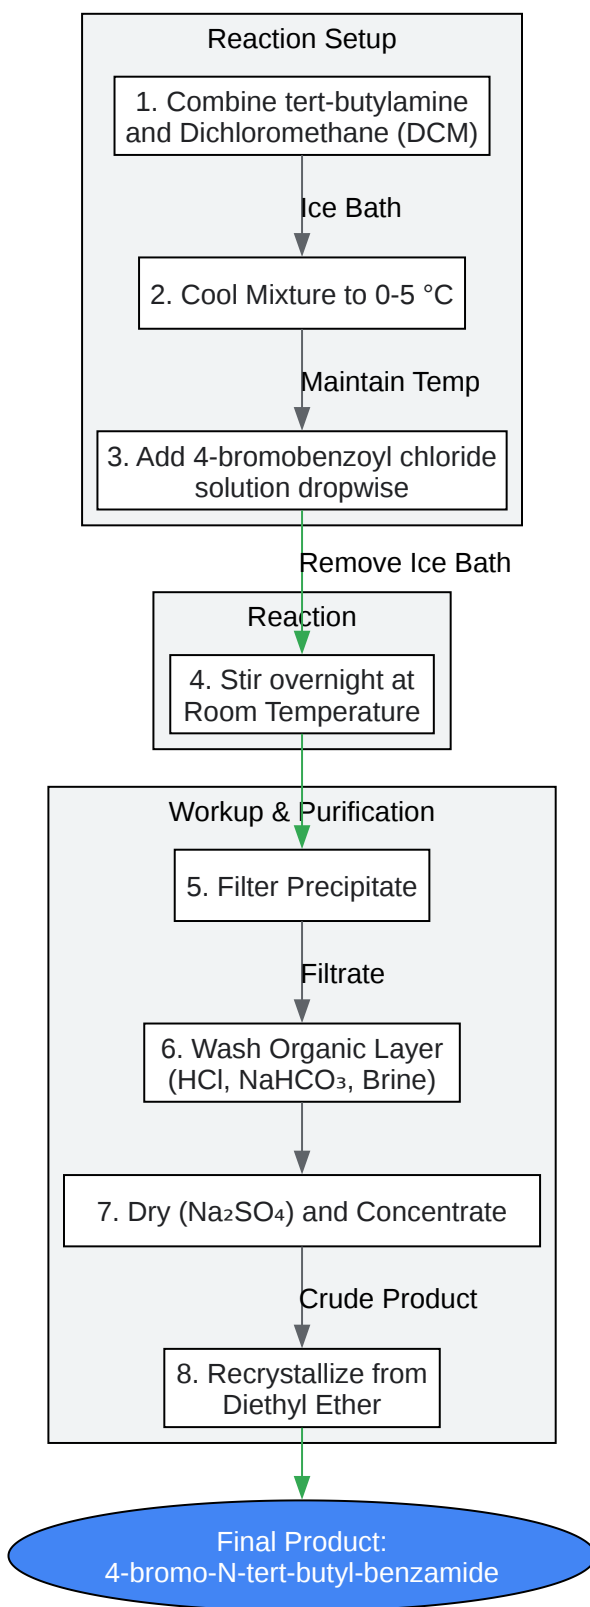 Reaction Setup
1. Combine tert-butylamine
and Dichloromethane (DCM)
Ice Bath
2. Cool Mixture to 0-5 °C
Maintain Temp
3. Add 4-bromobenzoyl chloride
solution dropwise
Remove Ice Bath
Reaction
4. Stir overnight at
Room Temperature
Workup & Purification
5. Filter Precipitate
Filtrate
6. Wash Organic Layer
(HCl, NaHCO₃, Brine)
7. Dry (Na₂SO₄) and Concentrate
Crude Product
8. Recrystallize from
Diethyl Ether
Final Product:
4-bromo-N-tert-butyl-benzamide